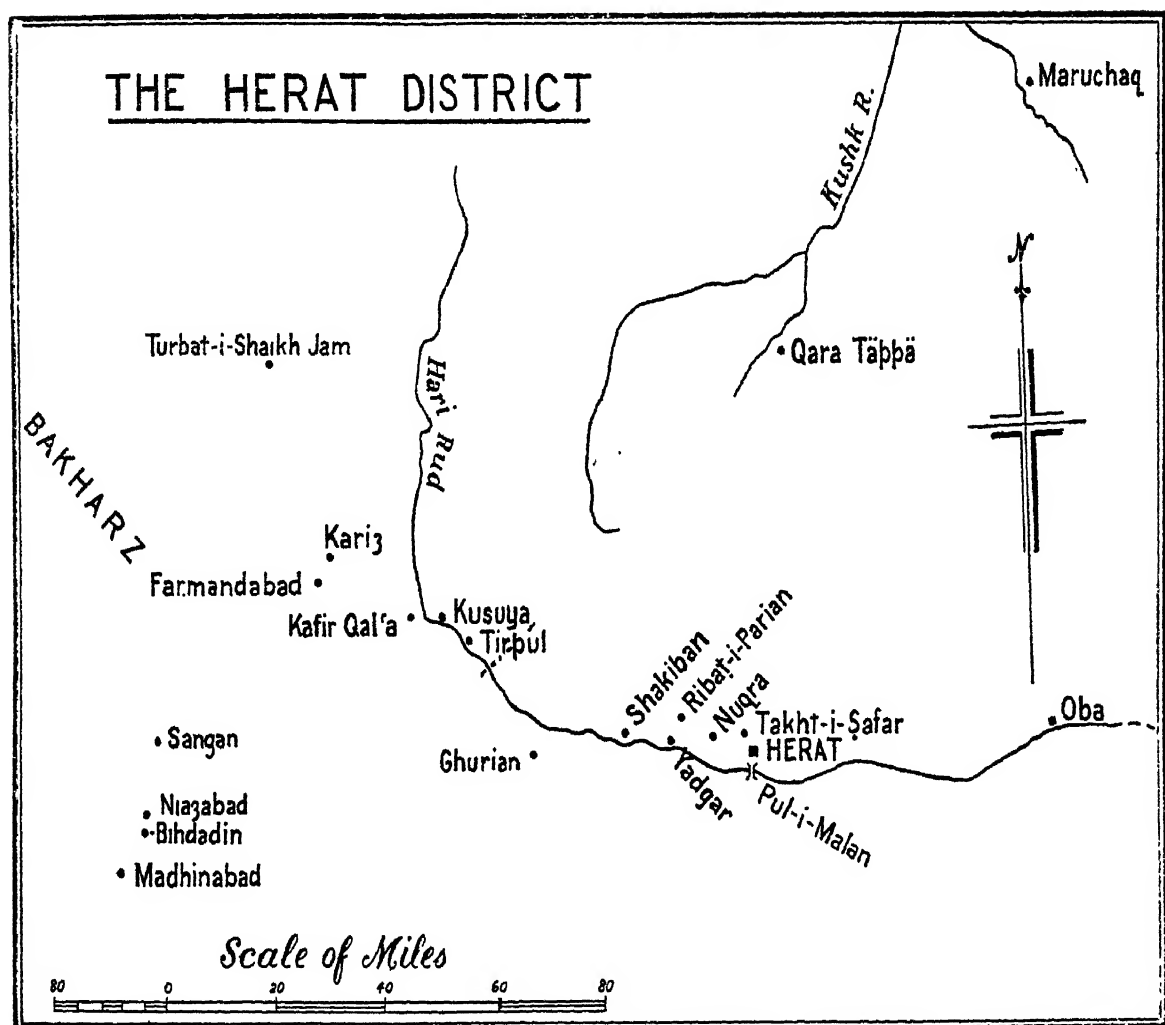 THE HERAT DISTRICT
Maruchaq
Kushk R.
N
Turbat-i-Shaikh Jam
Hari Rud
Qara Täppä
BAKHARZ
Kariz
Farmandabad
Kafir Qal'a
Kusuya
Tirpul
Shakiban
Ribat-i-Parian
Nuqra
Takht-i-Safar
Oba
HERAT
Sangan
Ghurian
Yadgar
Pul-i-Malan
Niazabad
Bihdadin
Madhinabad
Scale of Miles
80 0 20 40 60 80